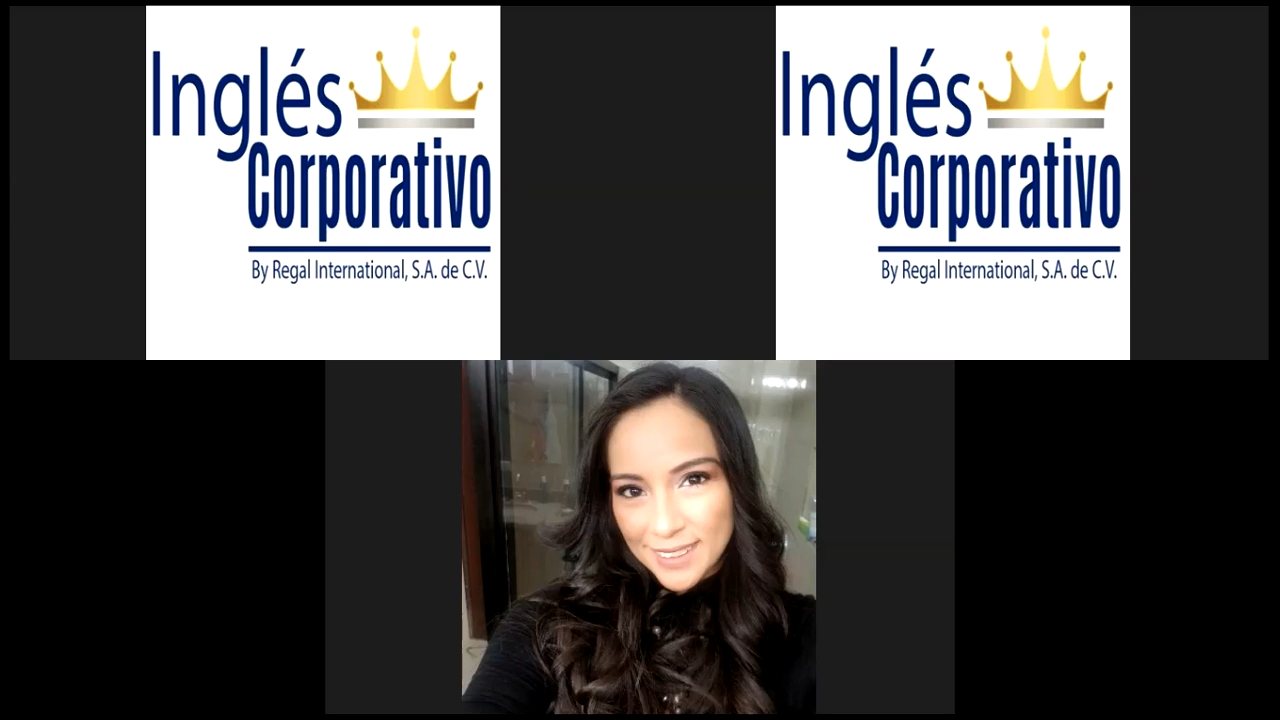 Inglés
Corporativo
By Regal International, S.A. de C.V.
Inglés
Corporativo
By Regal International, S.A. de C.V.